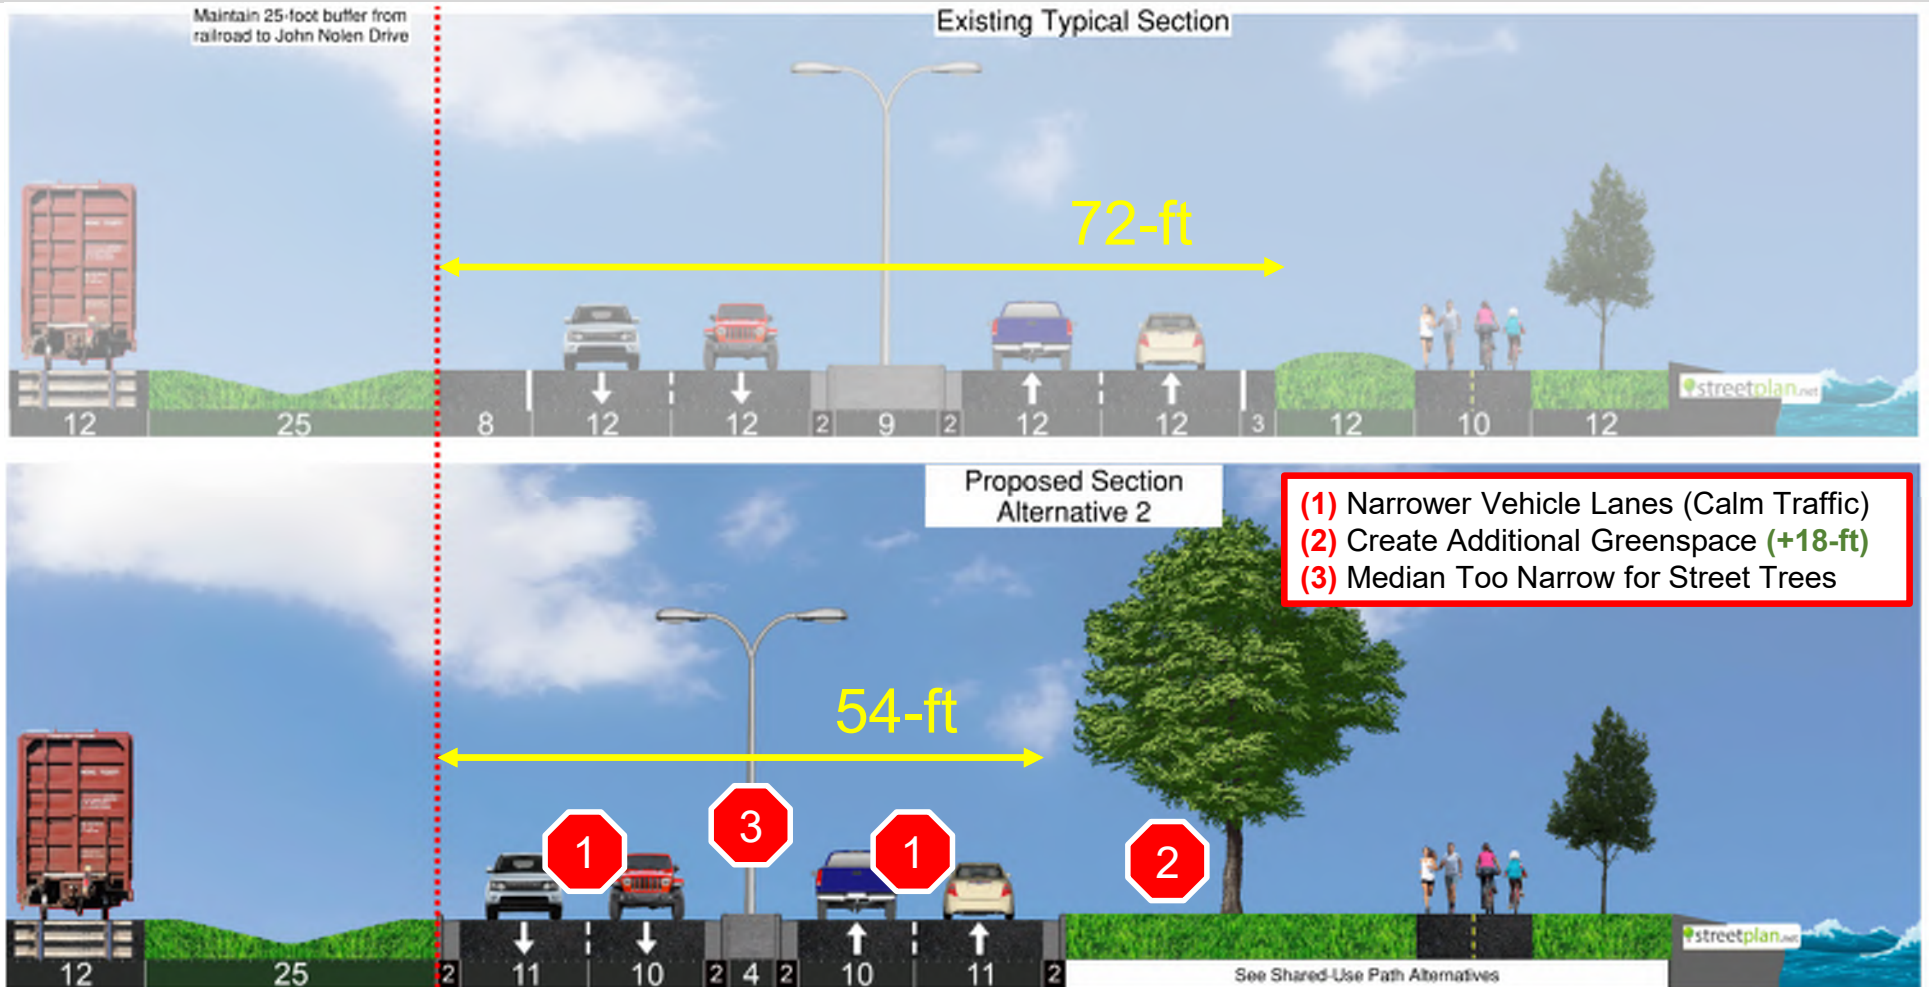 Maintain 25-foot buffer from
railroad to John Nolen Drive
Existing Typical Section
72-ft
12 25 8 12 12 2 9 2 12 12 3 12 10 12
streetplan.net
Proposed Section
Alternative 2
(1) Narrower Vehicle Lanes (Calm Traffic)
(2) Create Additional Greenspace (+18-ft)
(3) Median Too Narrow for Street Trees
54-ft
1 3 1 2
streetplan.net
12 25 2 11 10 2 4 2 10 11 2 See Shared-Use Path Alternatives